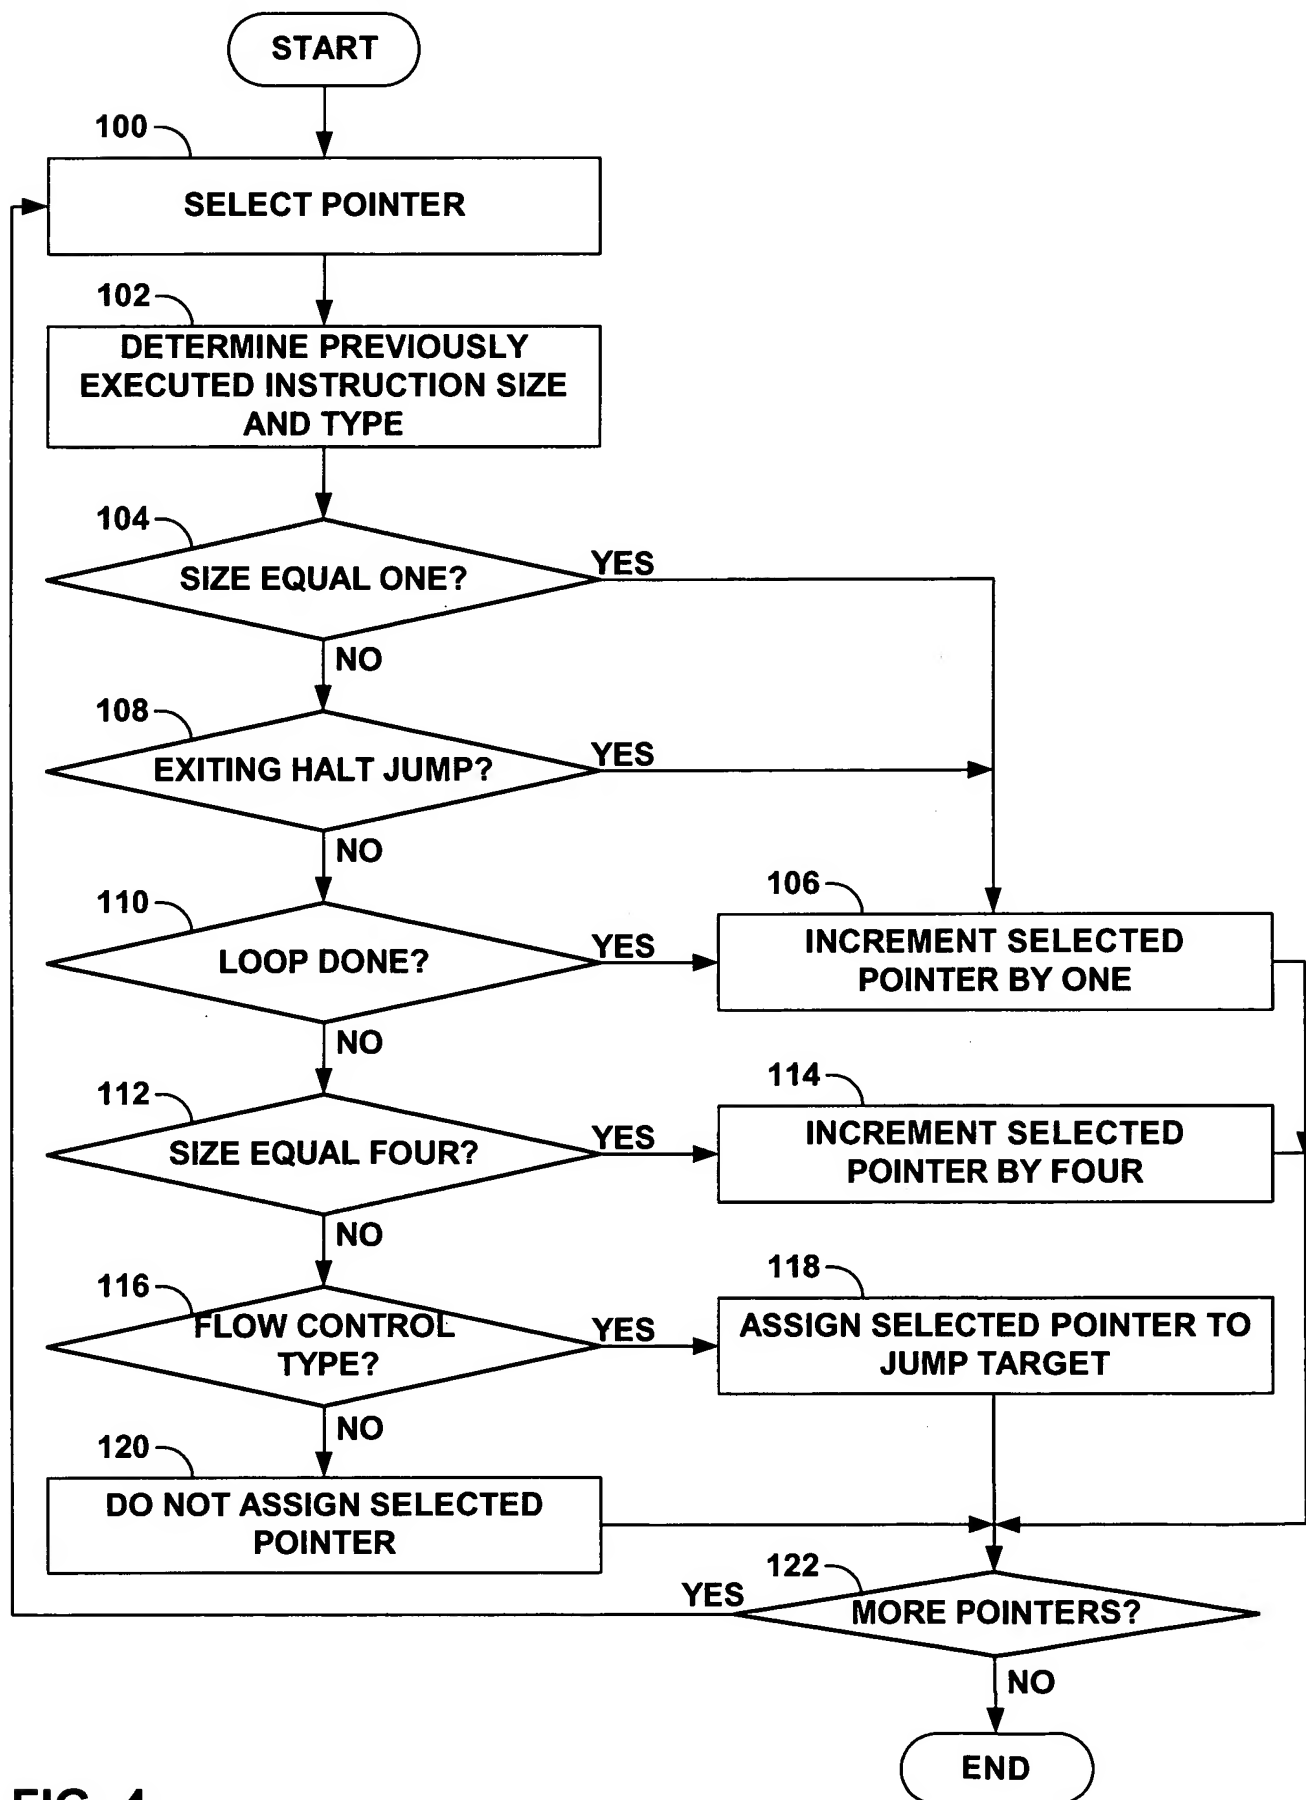 START
100
SELECT POINTER
102
DETERMINE PREVIOUSLY
EXECUTED INSTRUCTION SIZE
AND TYPE
104
SIZE EQUAL ONE?
YES
NO
108
EXITING HALT JUMP?
YES
NO
110
LOOP DONE?
YES
106
INCREMENT SELECTED
POINTER BY ONE
NO
112
SIZE EQUAL FOUR?
YES
114
INCREMENT SELECTED
POINTER BY FOUR
NO
116
FLOW CONTROL
TYPE?
YES
118
ASSIGN SELECTED POINTER TO
JUMP TARGET
NO
120
DO NOT ASSIGN SELECTED
POINTER
122
MORE POINTERS?
YES
NO
END